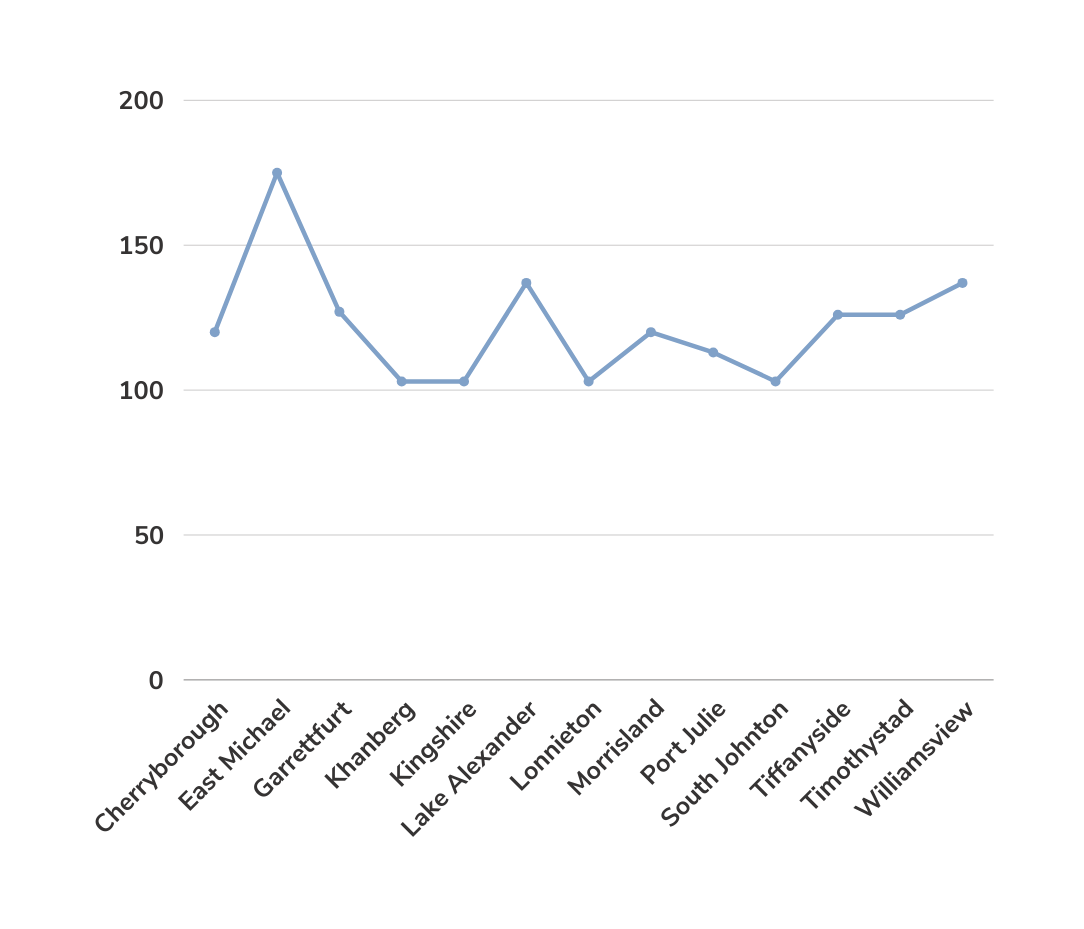 200
150
100
50
0
Cherryborough
East Michael
Garrettfurt
Khanberg
Kingshire
Lake Alexander
Lonnieton
Morrisland
Port Julie
South Johnton
Tiffanyside
Timothystad
Williamsview